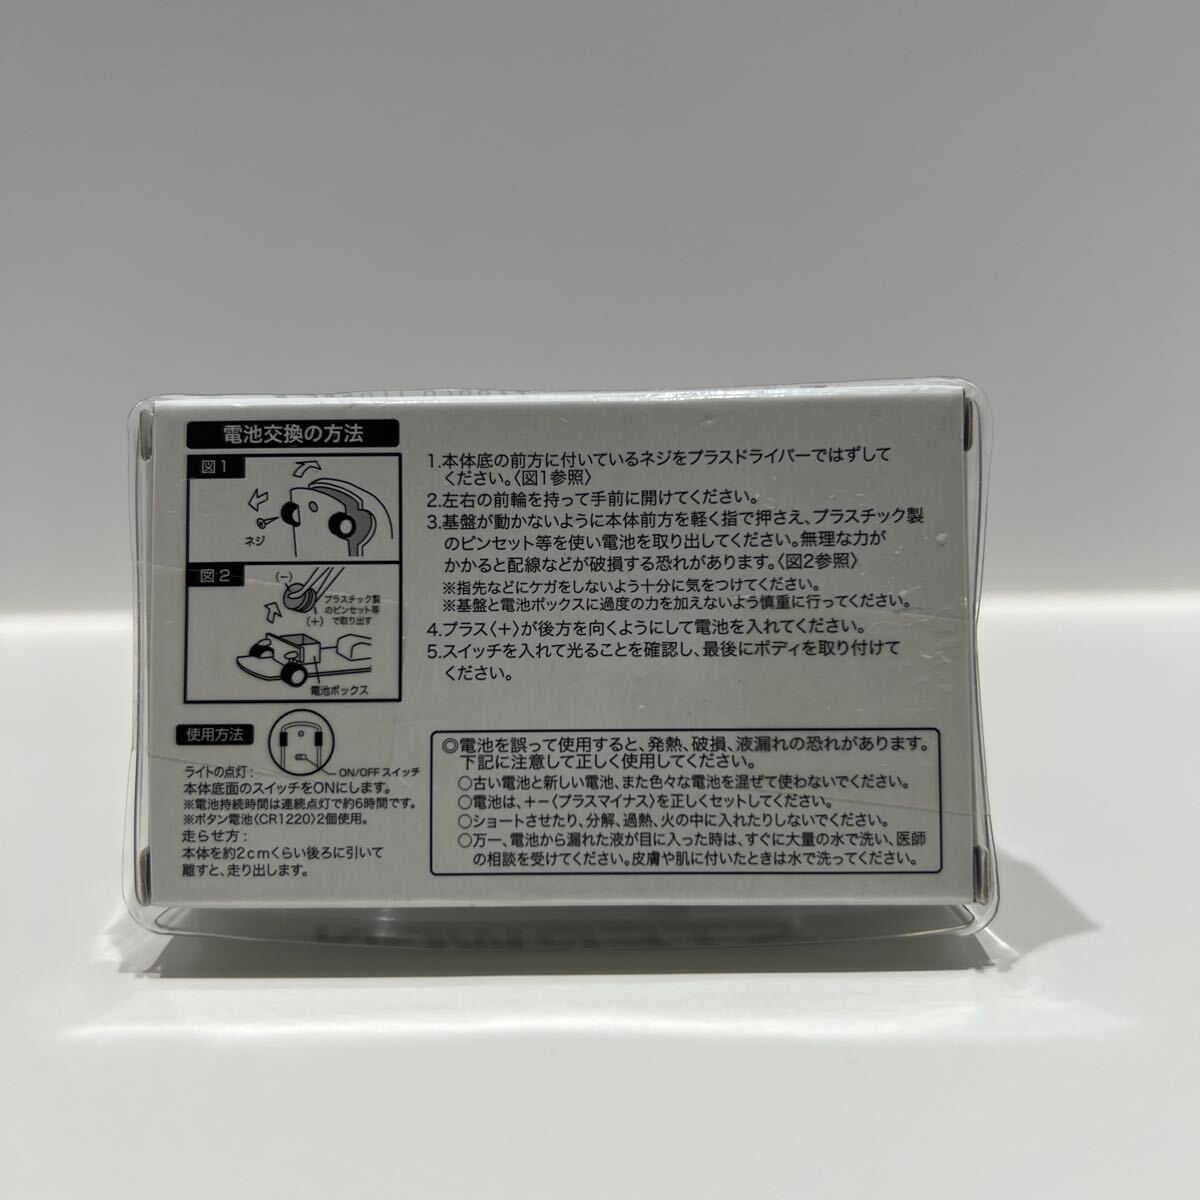 電池交換の方法
図1
ネジ
図2
(−)
プラスチック製
のピンセット等
で取り出す
(+)
電池ボックス
1.本体底の前方に付いているネジをプラスドライバーではずして
ください。〈図1参照〉
2.左右の前輪を持って手前に開けてください。
3.基盤が動かないように本体前方を軽く指で押さえ、プラスチック製
のピンセット等を使い電池を取り出してください。無理な力が
かかると配線などが破損する恐れがあります。〈図2参照〉
※指先などにケガをしないよう十分に気をつけてください。
※基盤と電池ボックスに過度の力を加えないよう慎重に行ってください。
4.プラス〈+〉が後方を向くようにして電池を入れてください。
5.スイッチを入れて光ることを確認し、最後にボディを取り付けて
ください。
使用方法
ON/OFF スイッチ
ライトの点灯：
本体底面のスイッチをONにします。
※電池持続時間は連続点灯で約6時間です。
※ボタン電池〈CR1220〉2個使用。
走らせ方：
本体を約2cmくらい後ろに引いて
離すと、走り出します。
◎電池を誤って使用すると、発熱、破損、液漏れの恐れがあります。
下記に注意して正しく使用してください。
○古い電池と新しい電池、また色々な電池を混ぜて使わないでください。
○電池は、+−〈プラスマイナス〉を正しくセットしてください。
○ショートさせたり、分解、過熱、火の中に入れたりしないでください。
○万一、電池から漏れた液が目に入った時は、すぐに大量の水で洗い、医師
の相談を受けてください。皮膚や肌に付いたときは水で洗ってください。